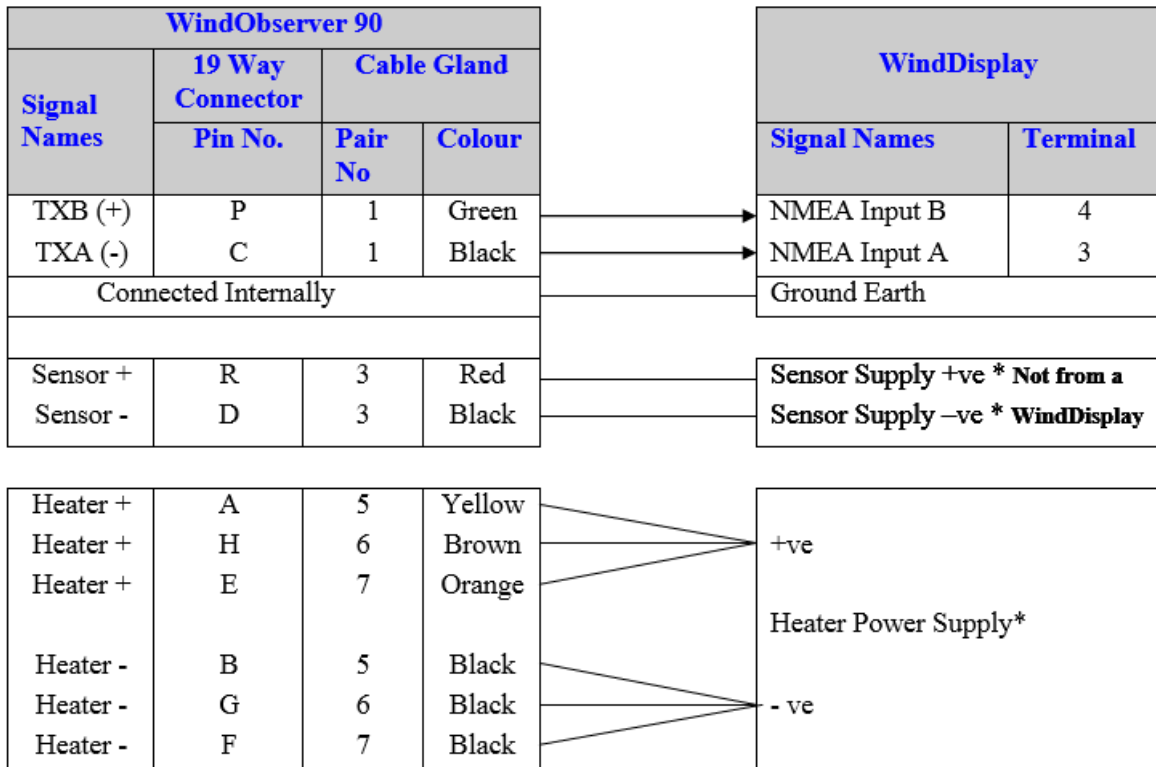 WindObserver 90
WindDisplay
Signal Names
19 Way Connector
Cable Gland
Pin No.
Pair No
Colour
Signal Names
Terminal
TXB (+) P 1 Green NMEA Input B 4
TXA (-) C 1 Black NMEA Input A 3
Connected Internally Ground Earth
Sensor + R 3 Red Sensor Supply +ve * Not from a
Sensor - D 3 Black Sensor Supply –ve * WindDisplay
Heater + A 5 Yellow
Heater + H 6 Brown +ve
Heater + E 7 Orange
Heater Power Supply*
Heater - B 5 Black
Heater - G 6 Black - ve
Heater - F 7 Black